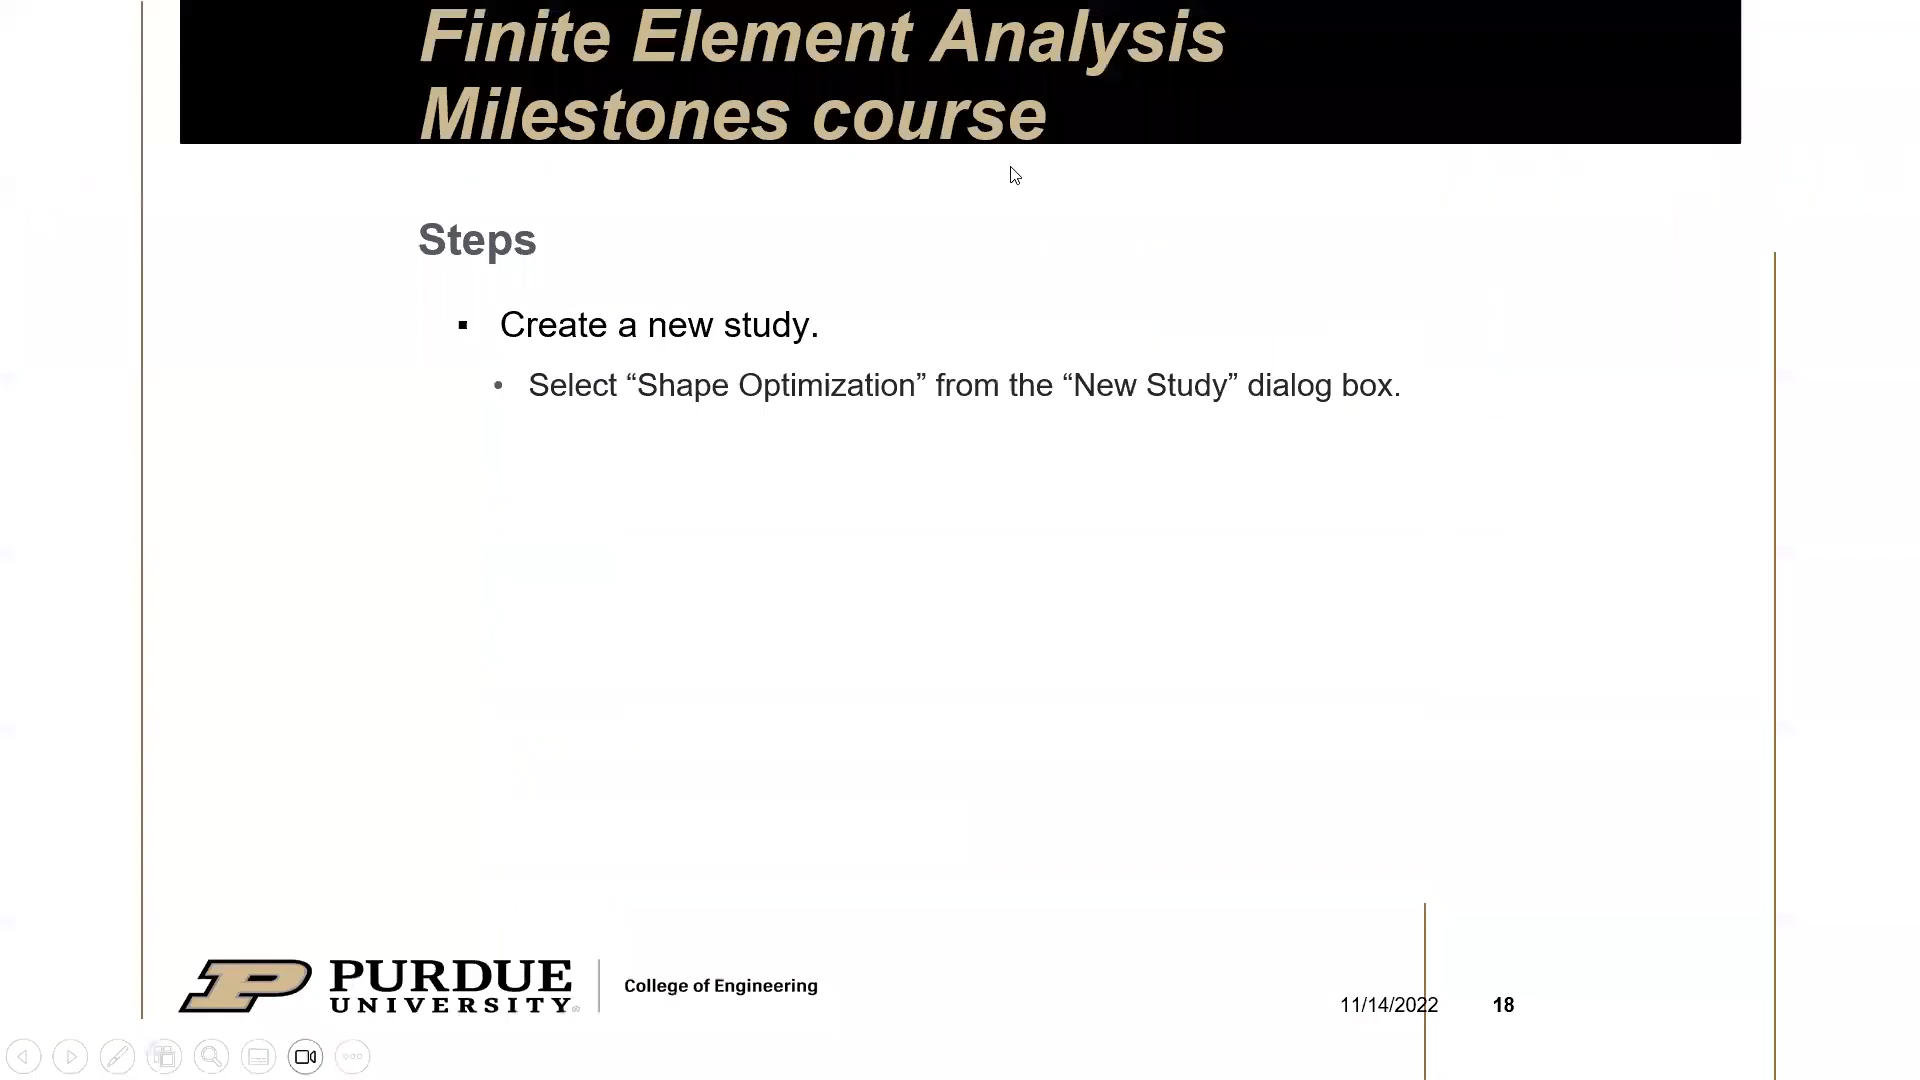 Finite Element Analysis
Milestones course
Steps
▪ Create a new study.
• Select “Shape Optimization” from the “New Study” dialog box.
PURDUE
UNIVERSITY®
College of Engineering
11/14/2022
18